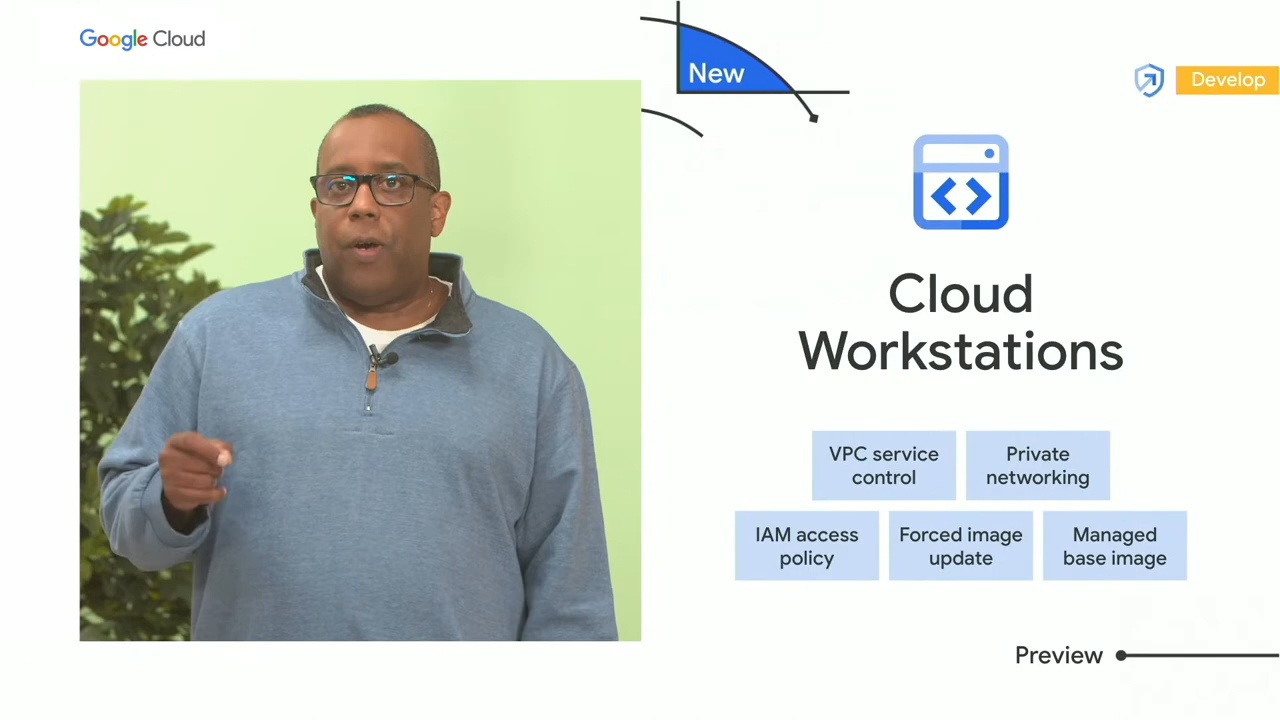 Google Cloud
New
Develop
Cloud
Workstations
VPC service
control
Private
networking
IAM access
policy
Forced image
update
Managed
base image
Preview